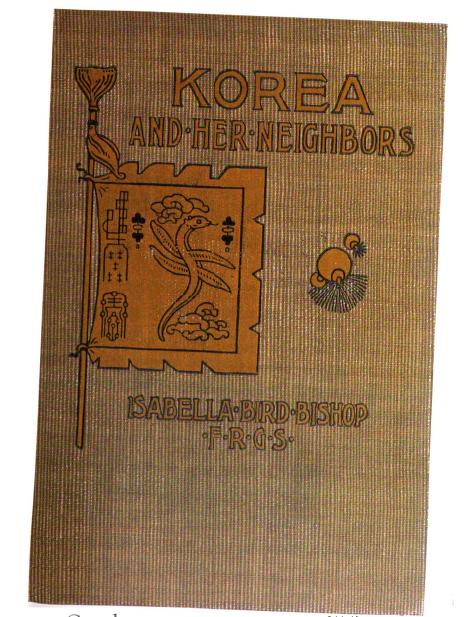 KOREA
AND·HER·NEIGHBORS
ISABELLA·BIRD·BISHOP
·F·R·G·S·